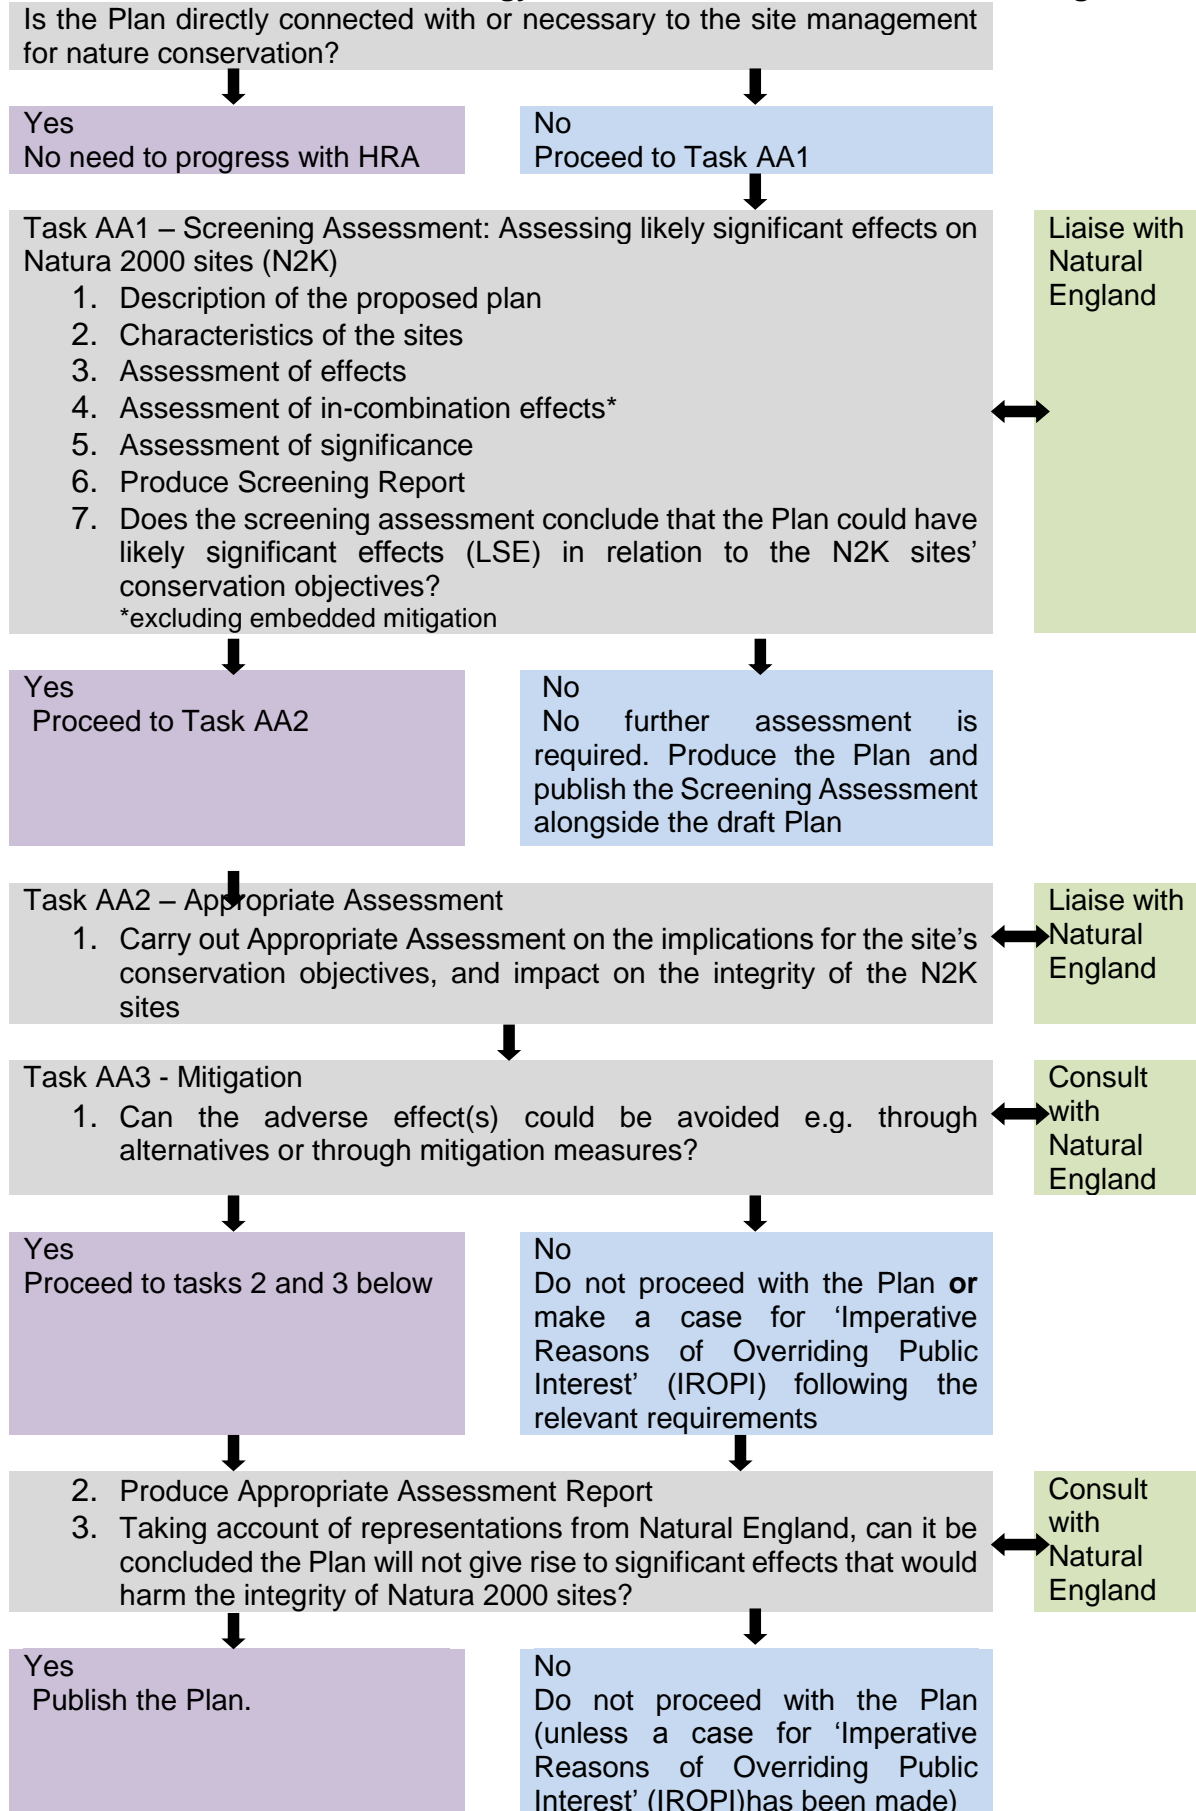 Is the Plan directly connected with or necessary to the site management
for nature conservation?
Yes
No need to progress with HRA
No
Proceed to Task AA1
Task AA1 – Screening Assessment: Assessing likely significant effects on
Natura 2000 sites (N2K)
1. Description of the proposed plan
2. Characteristics of the sites
3. Assessment of effects
4. Assessment of in-combination effects*
5. Assessment of significance
6. Produce Screening Report
7. Does the screening assessment conclude that the Plan could have
likely significant effects (LSE) in relation to the N2K sites’
conservation objectives?
*excluding embedded mitigation
Liaise with
Natural
England
Yes
Proceed to Task AA2
No
No further assessment is
required. Produce the Plan and
publish the Screening Assessment
alongside the draft Plan
Task AA2 – Appropriate Assessment
1. Carry out Appropriate Assessment on the implications for the site’s
conservation objectives, and impact on the integrity of the N2K
sites
Liaise with
Natural
England
Task AA3 - Mitigation
1. Can the adverse effect(s) could be avoided e.g. through
alternatives or through mitigation measures?
Consult
with
Natural
England
Yes
Proceed to tasks 2 and 3 below
No
Do not proceed with the Plan or
make a case for ‘Imperative
Reasons of Overriding Public
Interest’ (IROPI) following the
relevant requirements
2. Produce Appropriate Assessment Report
3. Taking account of representations from Natural England, can it be
concluded the Plan will not give rise to significant effects that would
harm the integrity of Natura 2000 sites?
Consult
with
Natural
England
Yes
Publish the Plan.
No
Do not proceed with the Plan
(unless a case for ‘Imperative
Reasons of Overriding Public
Interest’ (IROPI)has been made)